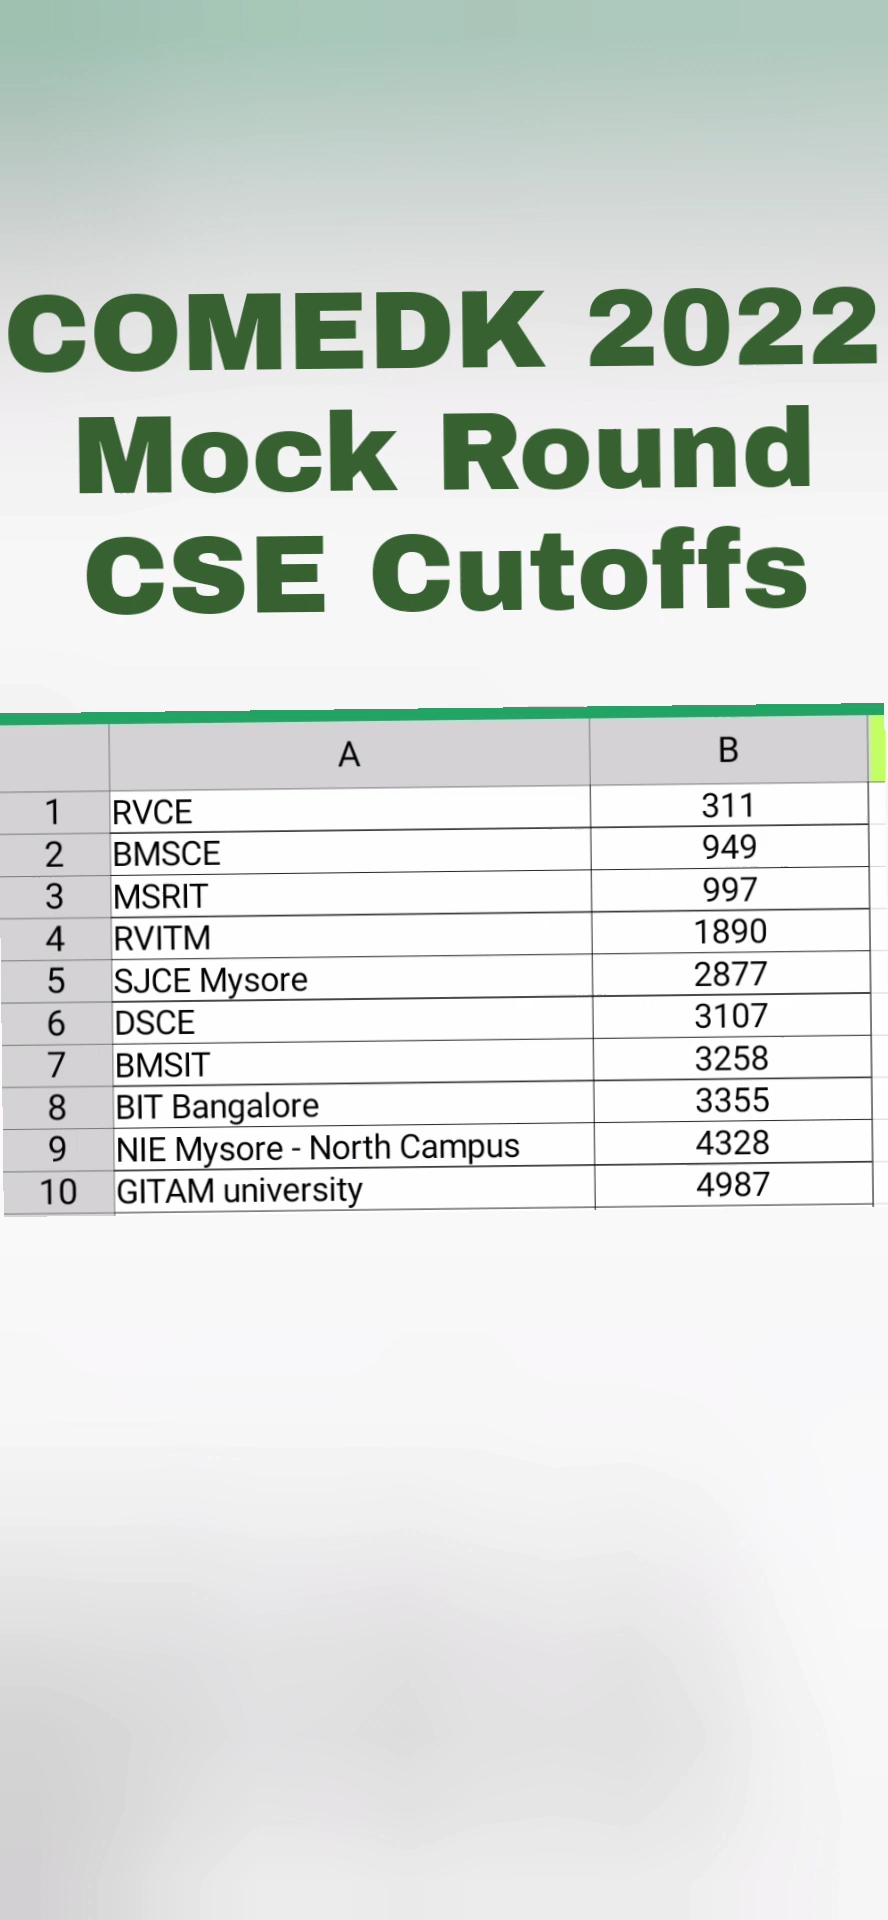 COMEDK 2022
Mock Round
CSE Cutoffs
A B
1 RVCE 311
2 BMSCE 949
3 MSRIT 997
4 RVITM 1890
5 SJCE Mysore 2877
6 DSCE 3107
7 BMSIT 3258
8 BIT Bangalore 3355
9 NIE Mysore - North Campus 4328
10 GITAM university 4987